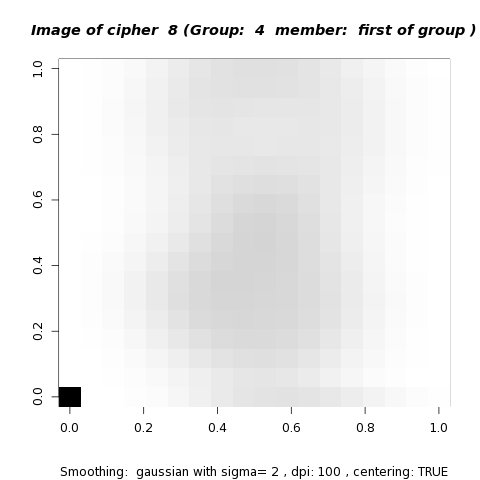 Image of cipher 8 (Group: 4 member: first of group )
1.0
0.8
0.6
0.4
0.2
0.0
0.0 0.2 0.4 0.6 0.8 1.0
Smoothing: gaussian with sigma= 2 , dpi: 100 , centering: TRUE